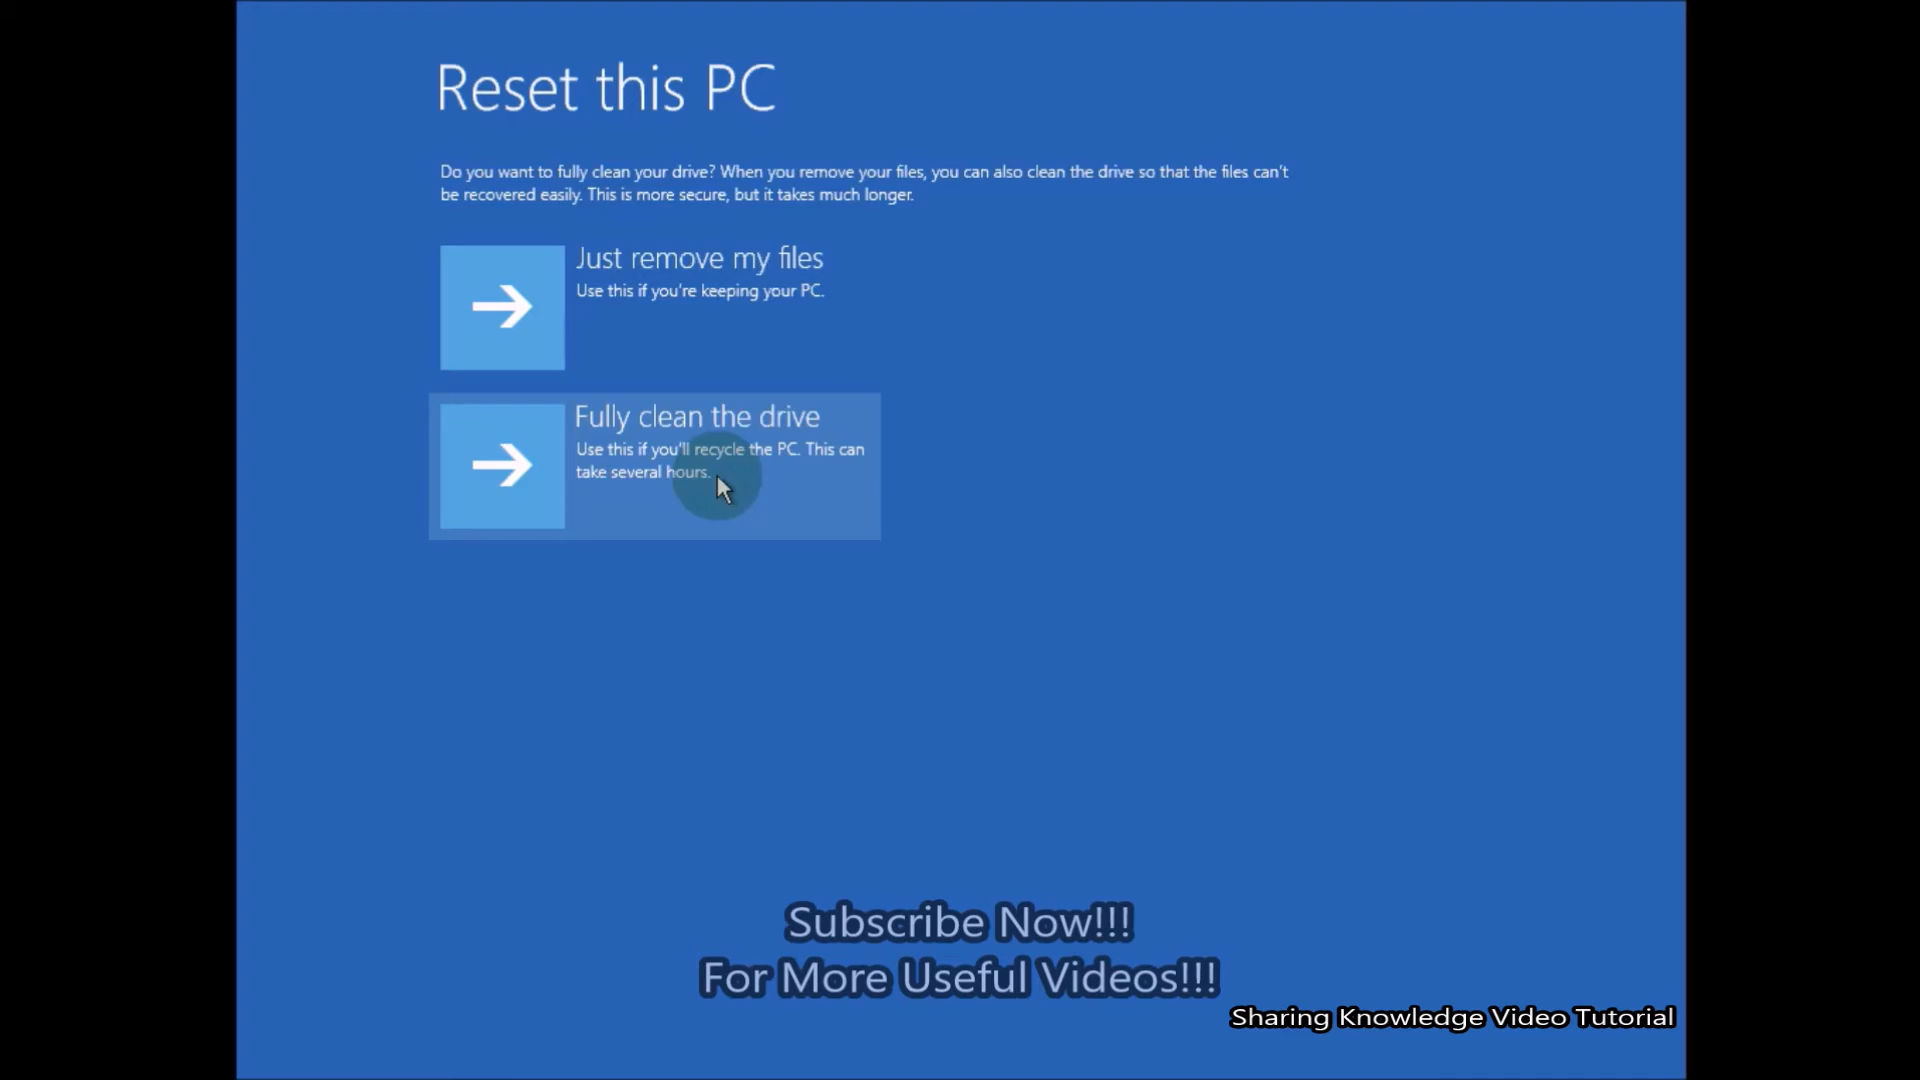 Reset this PC
Do you want to fully clean your drive? When you remove your files, you can also clean the drive so that the files can't
be recovered easily. This is more secure, but it takes much longer.
Just remove my files
Use this if you're keeping your PC.
Fully clean the drive
Use this if you'll recycle the PC. This can
take several hours.
Subscribe Now!!!
For More Useful Videos!!!
Sharing Knowledge Video Tutorial